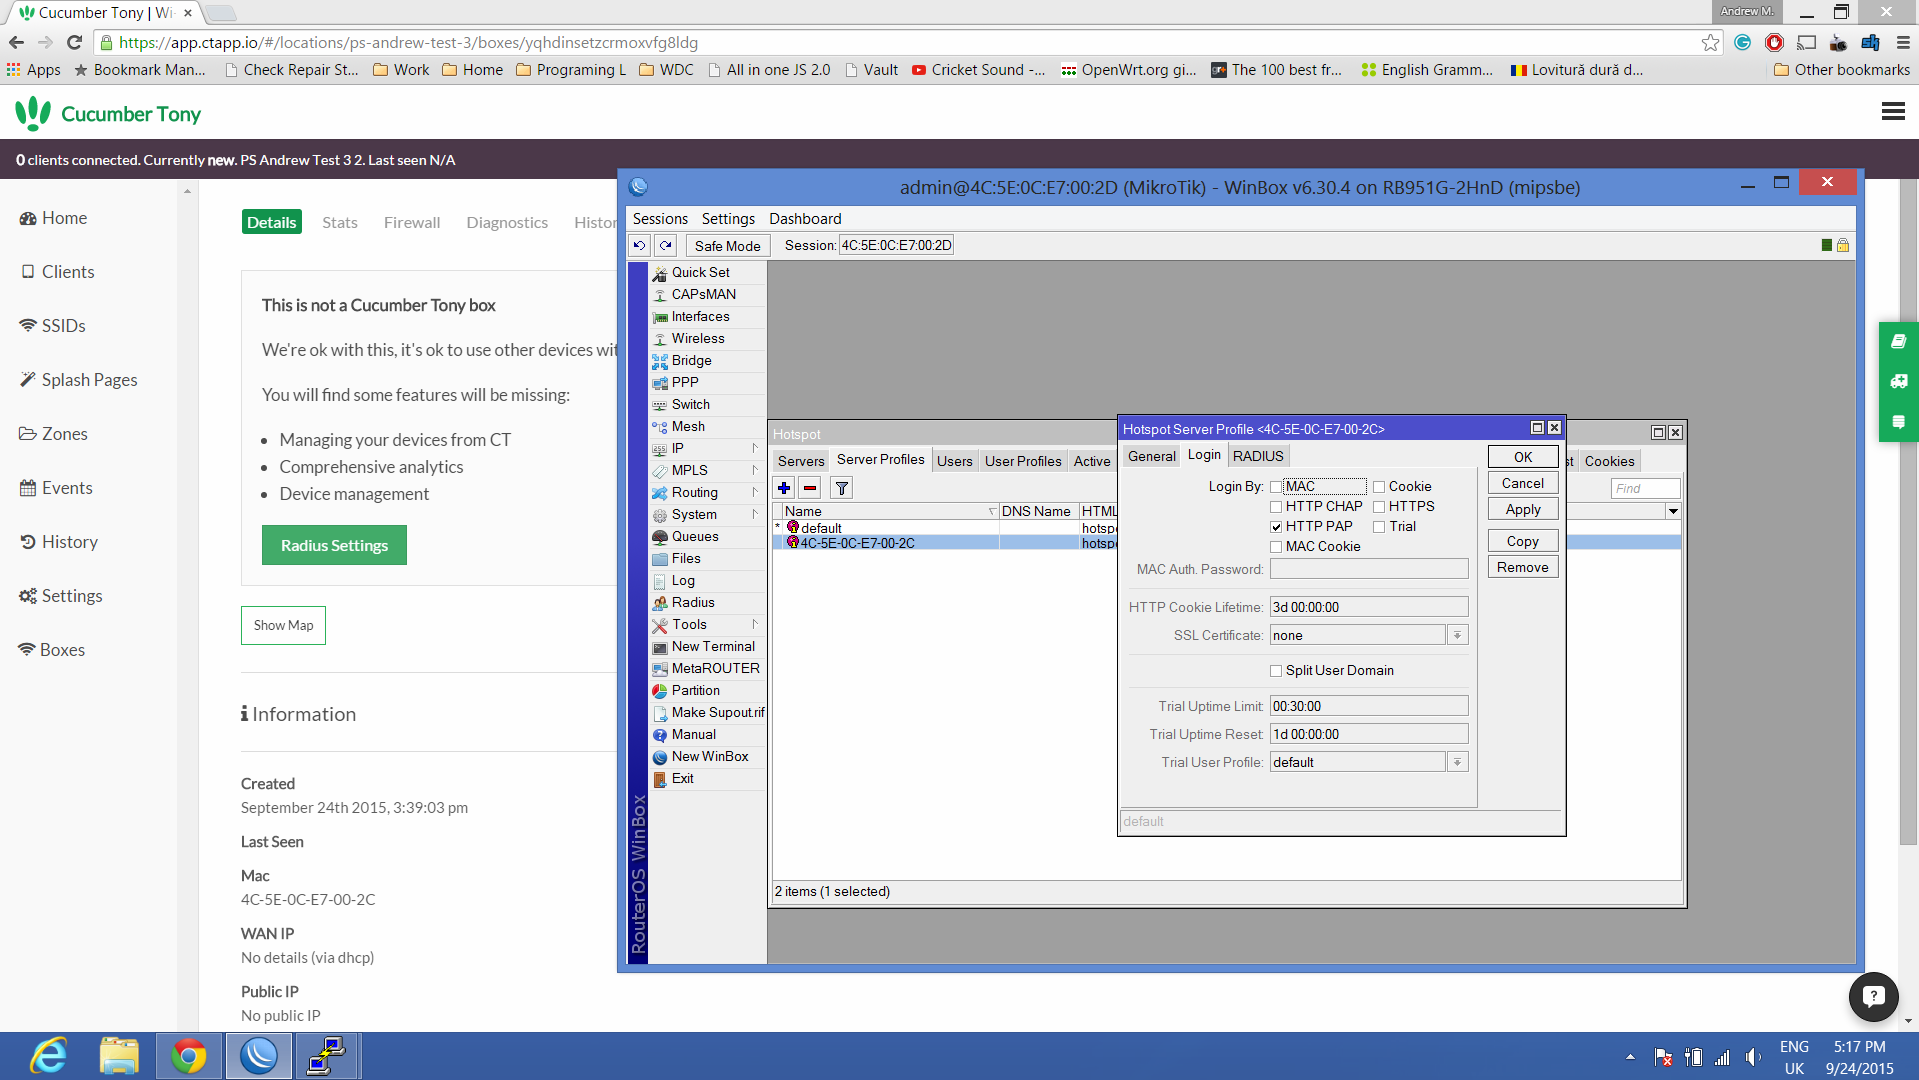 Cucumber Tony | Wi-
Andrew M.
https://app.ctapp.io/#/locations/ps-andrew-test-3/boxes/yqhdinsetzcrmoxvfg8ldg
Apps
Bookmark Man...
Check Repair St...
Work
Home
Programing L
WDC
All in one JS 2.0
Vault
Cricket Sound -...
OpenWrt.org gi...
The 100 best fr...
English Gramm...
Lovitură dură d...
Other bookmarks
Cucumber Tony
0 clients connected. Currently new. PS Andrew Test 3 2. Last seen N/A
Home
Clients
SSIDs
Splash Pages
Zones
Events
History
Settings
Boxes
Details
Stats
Firewall
Diagnostics
Histor
This is not a Cucumber Tony box
We're ok with this, it's ok to use other devices wit
You will find some features will be missing:
Managing your devices from CT
Comprehensive analytics
Device management
Radius Settings
Show Map
Information
Created
September 24th 2015, 3:39:03 pm
Last Seen
Mac
4C-5E-0C-E7-00-2C
WAN IP
No details (via dhcp)
Public IP
No public IP
admin@4C:5E:0C:E7:00:2D (MikroTik) - WinBox v6.30.4 on RB951G-2HnD (mipsbe)
Sessions Settings Dashboard
Safe Mode
Session: 4C:5E:0C:E7:00:2D
Quick Set
CAPsMAN
Interfaces
Wireless
Bridge
PPP
Switch
Mesh
IP
MPLS
Routing
System
Queues
Files
Log
Radius
Tools
New Terminal
MetaROUTER
Partition
Make Supout.rif
Manual
New WinBox
Exit
RouterOS WinBox
Hotspot
Servers
Server Profiles
Users
User Profiles
Active
st
Cookies
Find
Name
DNS Name
HTML
* default
hotspo
4C-5E-0C-E7-00-2C
hotspo
2 items (1 selected)
Hotspot Server Profile <4C-5E-0C-E7-00-2C>
General
Login
RADIUS
Login By:
MAC
Cookie
HTTP CHAP
HTTPS
HTTP PAP
Trial
MAC Cookie
MAC Auth. Password:
HTTP Cookie Lifetime: 3d 00:00:00
SSL Certificate: none
Split User Domain
Trial Uptime Limit: 00:30:00
Trial Uptime Reset: 1d 00:00:00
Trial User Profile: default
default
OK
Cancel
Apply
Copy
Remove
ENG
UK
5:17 PM
9/24/2015